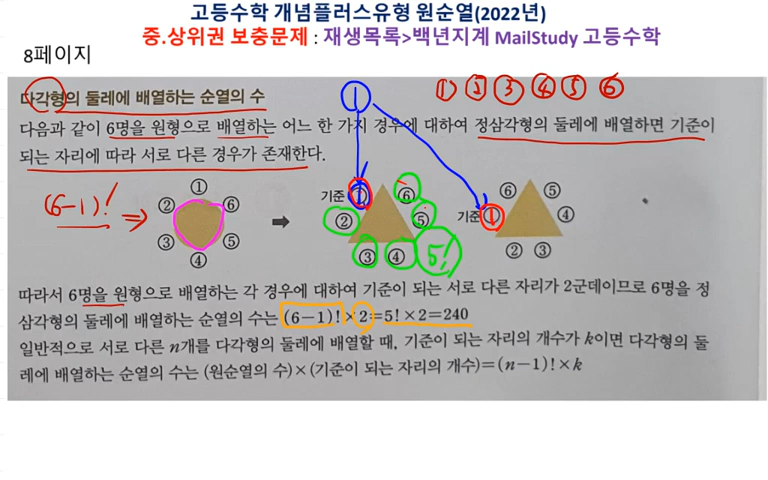 고등수학 개념플러스유형 원순열(2022년)
중.상위권 보충문제 : 재생목록>백년지계 MailStudy 고등수학
8페이지
① ① ② ③ ④ ⑤ ⑥
다각형의 둘레에 배열하는 순열의 수
다음과 같이 6명을 원형으로 배열하는 어느 한 가지 경우에 대하여 정삼각형의 둘레에 배열하면 기준이
되는 자리에 따라 서로 다른 경우가 존재한다.
(6-1)! ⇒ ① ② ③ ④ ⑤ ⑥ ➡ 기준 ① ② ③ ④ ⑤ ⑥ 5! 기준 ① ② ③ ④ ⑤ ⑥
따라서 6명을 원형으로 배열하는 각 경우에 대하여 기준이 되는 서로 다른 자리가 2군데이므로 6명을 정
삼각형의 둘레에 배열하는 순열의 수는 (6-1)!×2=5!×2=240
일반적으로 서로 다른 n개를 다각형의 둘레에 배열할 때, 기준이 되는 자리의 개수가 k이면 다각형의 둘
레에 배열하는 순열의 수는 (원순열의 수)×(기준이 되는 자리의 개수)=(n-1)!×k